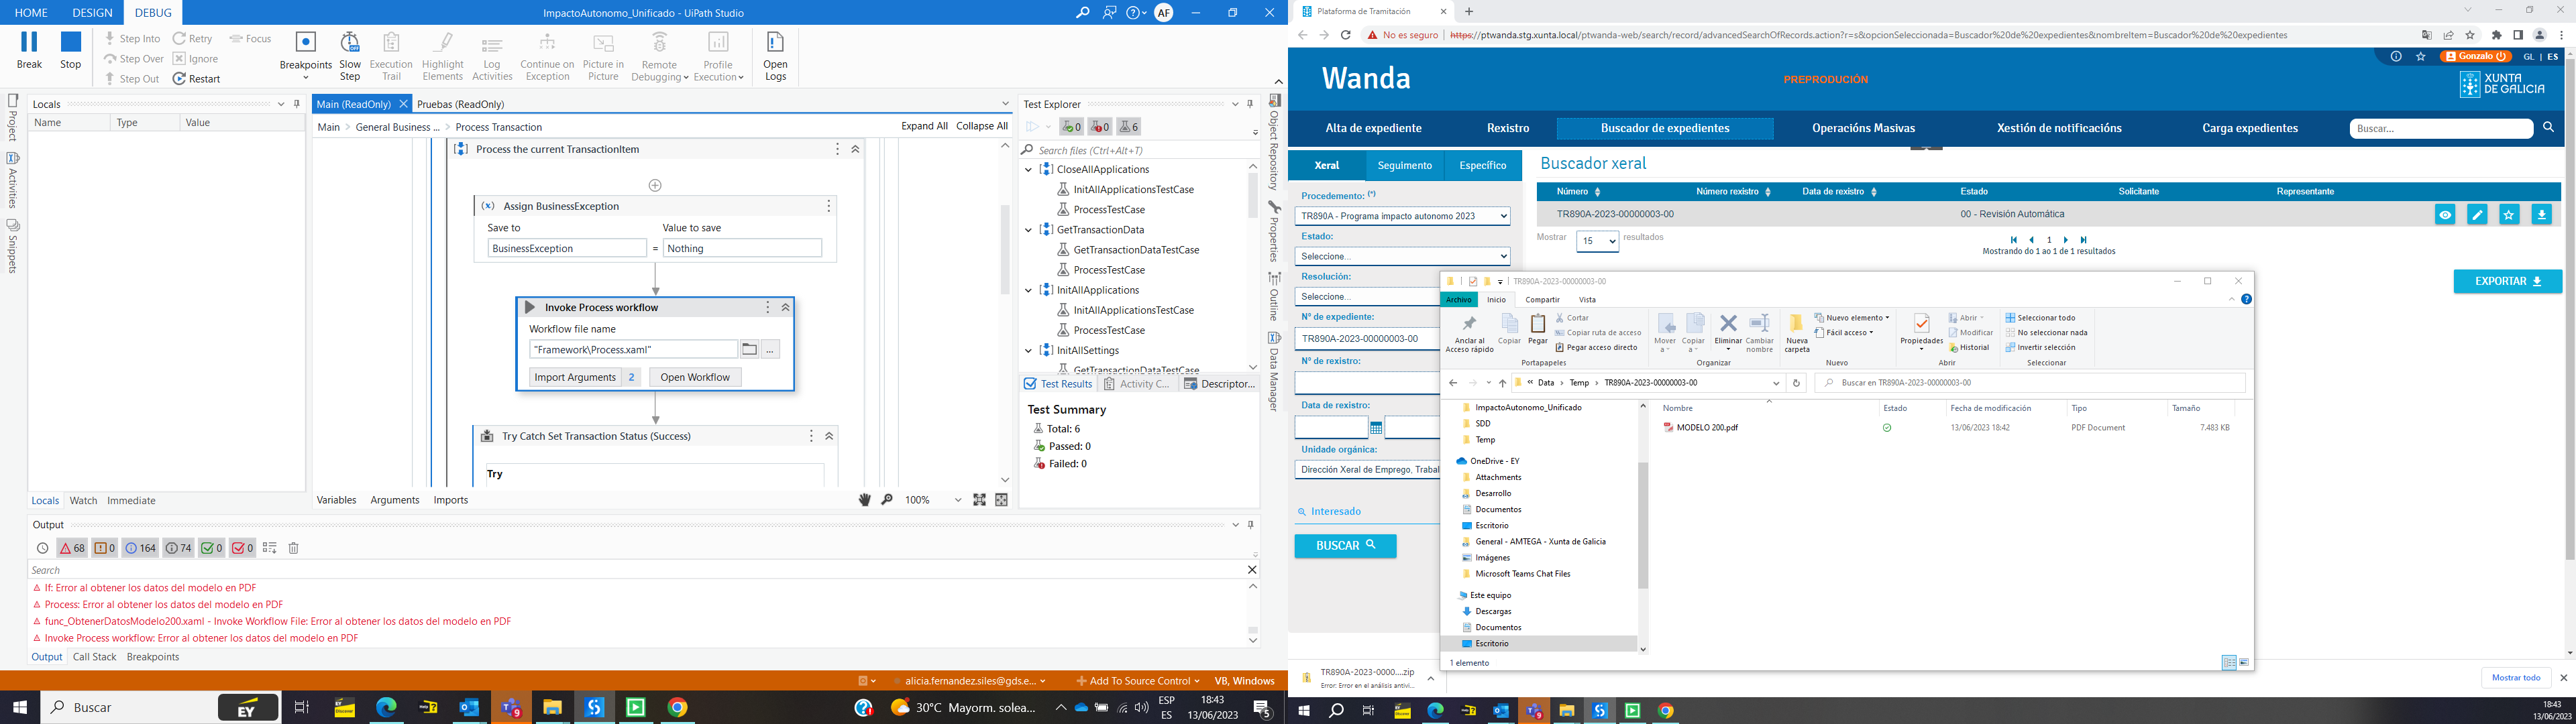 HOME DESIGN DEBUG ImpactoAutonomo_Unificado - UiPath Studio AF
Break Stop Step Into Step Over Step Out Retry Ignore Restart Focus
Breakpoints Slow Step Execution Trail Highlight Elements Log Activities Continue on Exception Picture in Picture Remote Debugging Profile Execution Open Logs
Project
Activities
Snippets
Locals
Name Type Value
Locals Watch Immediate
Main (ReadOnly) Pruebas (ReadOnly)
Main > General Business ... > Process Transaction Expand All Collapse All
Process the current TransactionItem
(x) Assign BusinessException
Save to Value to save
BusinessException = Nothing
Invoke Process workflow
Workflow file name
"Framework\Process.xaml" ...
Import Arguments 2 Open Workflow
Try Catch Set Transaction Status (Success)
Try
Variables Arguments Imports 100%
Test Explorer
0 0 6
Search files (Ctrl+Alt+T)
CloseAllApplications
InitAllApplicationsTestCase
ProcessTestCase
GetTransactionData
GetTransactionDataTestCase
ProcessTestCase
InitAllApplications
InitAllApplicationsTestCase
ProcessTestCase
InitAllSettings
GetTransactionDataTestCase
Test Results Activity C... Descriptor...
Test Summary
Total: 6
Passed: 0
Failed: 0
Object Repository
Properties
Outline
Data Manager
Output
68 0 164 74 0 0
Search
If: Error al obtener los datos del modelo en PDF
Process: Error al obtener los datos del modelo en PDF
func_ObtenerDatosModelo200.xaml - Invoke Workflow File: Error al obtener los datos del modelo en PDF
Invoke Process workflow: Error al obtener los datos del modelo en PDF
Output Call Stack Breakpoints
alicia.fernandez.siles@gds.e... Add To Source Control VB, Windows
Buscar EY 30°C Mayorm. solea... ESP ES 18:43 13/06/2023 5
Plataforma de Tramitación
No es seguro | https://ptwanda.stg.xunta.local/ptwanda-web/search/record/advancedSearchOfRecords.action?r=s&opcionSeleccionada=Buscador%20de%20expedientes&nombreItem=Buscador%20de%20expedientes
Gonzalo GL | ES
Wanda PREPRODUCIÓN XUNTA DE GALICIA
Alta de expediente Rexistro Buscador de expedientes Operacións Masivas Xestión de notificacións Carga expedientes Buscar...
Xeral Seguimento Específico
Procedemento: (*)
TR890A - Programa impacto autonomo 2023
Estado:
Seleccione...
Resolución:
Seleccione...
Nº de expediente:
TR890A-2023-00000003-00
Nº de rexistro:
Data de rexistro:
Unidade orgánica:
Dirección Xeral de Emprego, Trabal
Interesado
BUSCAR
Buscador xeral
Número Número rexistro Data de rexistro Estado Solicitante Representante
TR890A-2023-00000003-00 00 - Revisión Automática
Mostrar 15 resultados
1
Mostrando do 1 ao 1 de 1 resultados
EXPORTAR
TR890A-2023-00000003-00
Archivo Inicio Compartir Vista
Anclar al Acceso rápido Copiar Pegar Cortar Copiar ruta de acceso Pegar acceso directo
Mover a Copiar a Eliminar Cambiar nombre Nueva carpeta Nuevo elemento Fácil acceso
Propiedades Abrir Modificar Historial Seleccionar todo No seleccionar nada Invertir selección
Portapapeles Organizar Nuevo Abrir Seleccionar
Data > Temp > TR890A-2023-00000003-00 Buscar en TR890A-2023-00000003-00
ImpactoAutonomo_Unificado
SDD
Temp
OneDrive - EY
Attachments
Desarrollo
Documentos
Escritorio
General - AMTEGA - Xunta de Galicia
Imágenes
Microsoft Teams Chat Files
Este equipo
Descargas
Documentos
Escritorio
Nombre Estado Fecha de modificación Tipo Tamaño
MODELO 200.pdf 13/06/2023 18:42 PDF Document 7.483 KB
1 elemento
TR890A-2023-0000....zip
Error: Error en el análisis antivi...
Mostrar todo
18:43
13/06/2023